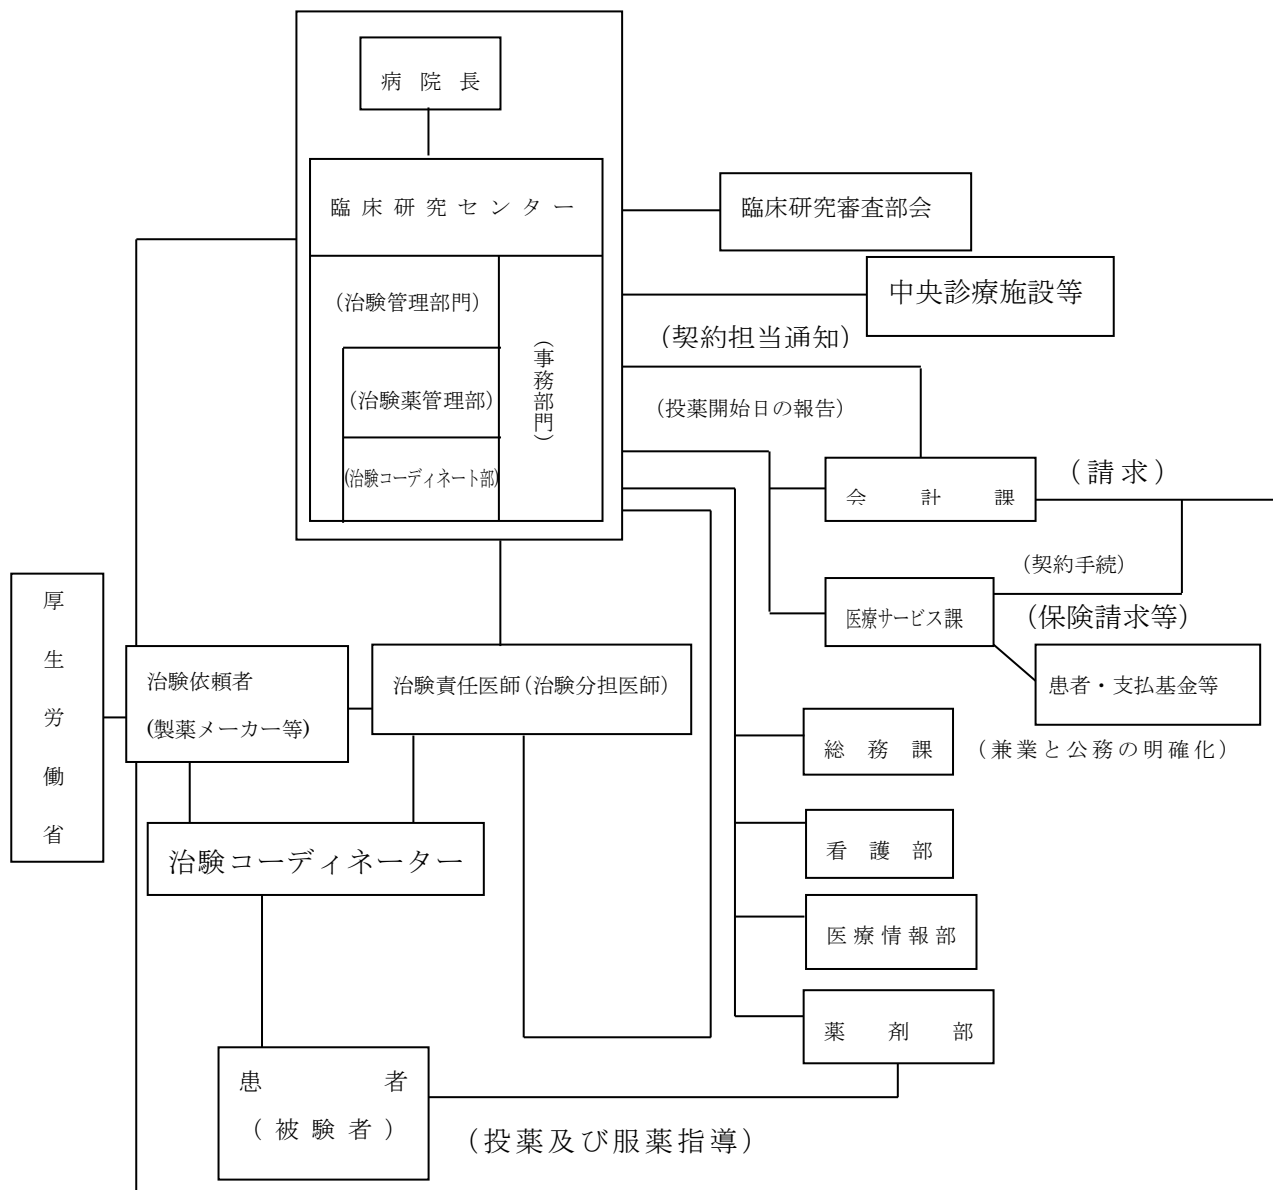 病院長
臨床研究センター
臨床研究審査部会
(治験管理部門)
中央診療施設等
(事務部門)
(契約担当通知)
(治験薬管理部)
(投薬開始日の報告)
(治験コーディネート部)
会計課
(請求)
(契約手続)
厚生労働省
医療サービス課
(保険請求等)
治験依頼者
(製薬メーカー等)
治験責任医師(治験分担医師)
患者・支払基金等
総務課
(兼業と公務の明確化)
治験コーディネーター
看護部
医療情報部
薬剤部
患者
(被験者)
(投薬及び服薬指導)